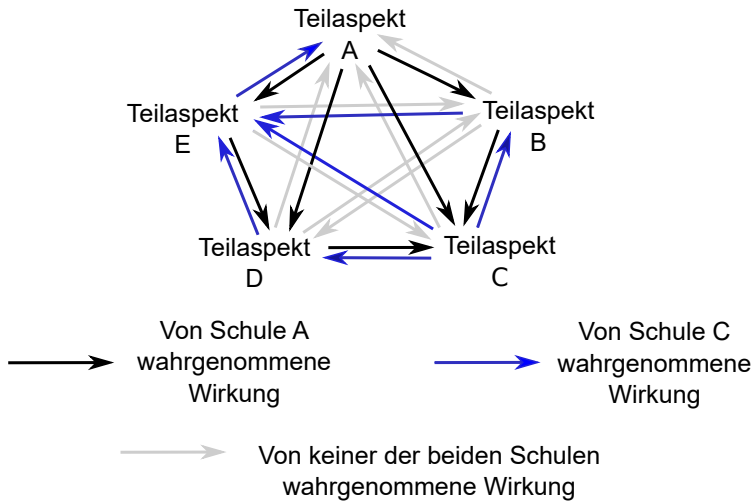 Teilaspekt
A
Teilaspekt
E
Teilaspekt
B
Teilaspekt
D
Teilaspekt
C
Von Schule A
wahrgenommene
Wirkung
Von Schule C
wahrgenommene
Wirkung
Von keiner der beiden Schulen
wahrgenommene Wirkung